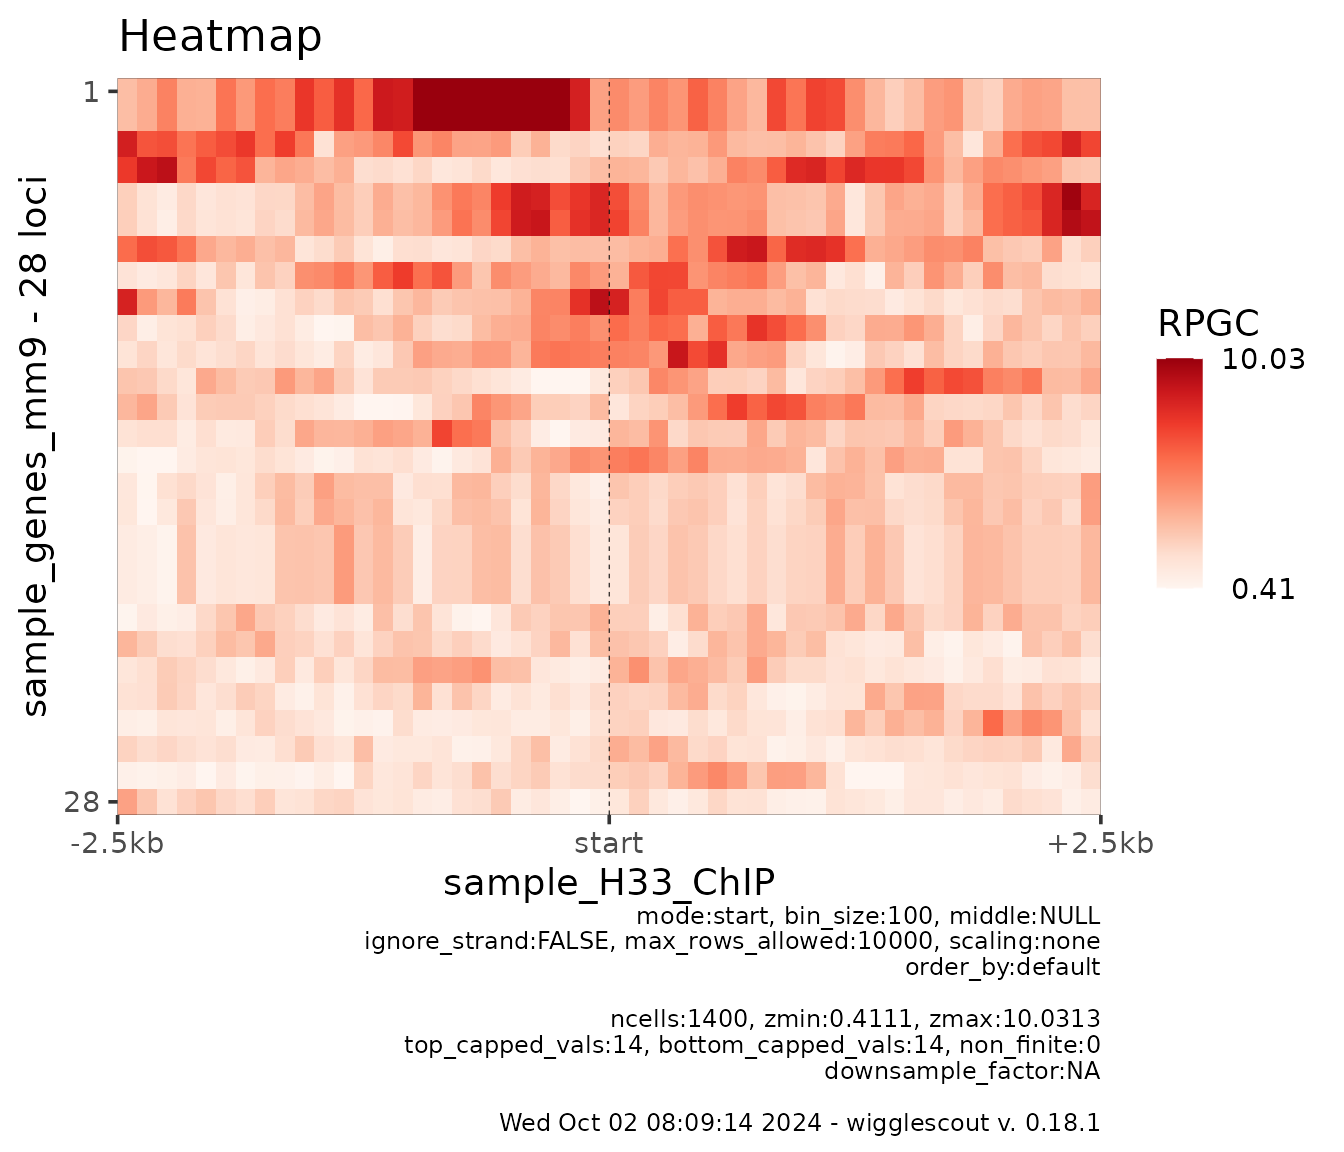 Heatmap
1
28
sample_genes_mm9 - 28 loci
-2.5kb
start
+2.5kb
sample_H33_ChIP
RPGC
10.03
0.41
mode:start, bin_size:100, middle:NULL
ignore_strand:FALSE, max_rows_allowed:10000, scaling:none
order_by:default
ncells:1400, zmin:0.4111, zmax:10.0313
top_capped_vals:14, bottom_capped_vals:14, non_finite:0
downsample_factor:NA
Wed Oct 02 08:09:14 2024 - wigglescout v. 0.18.1